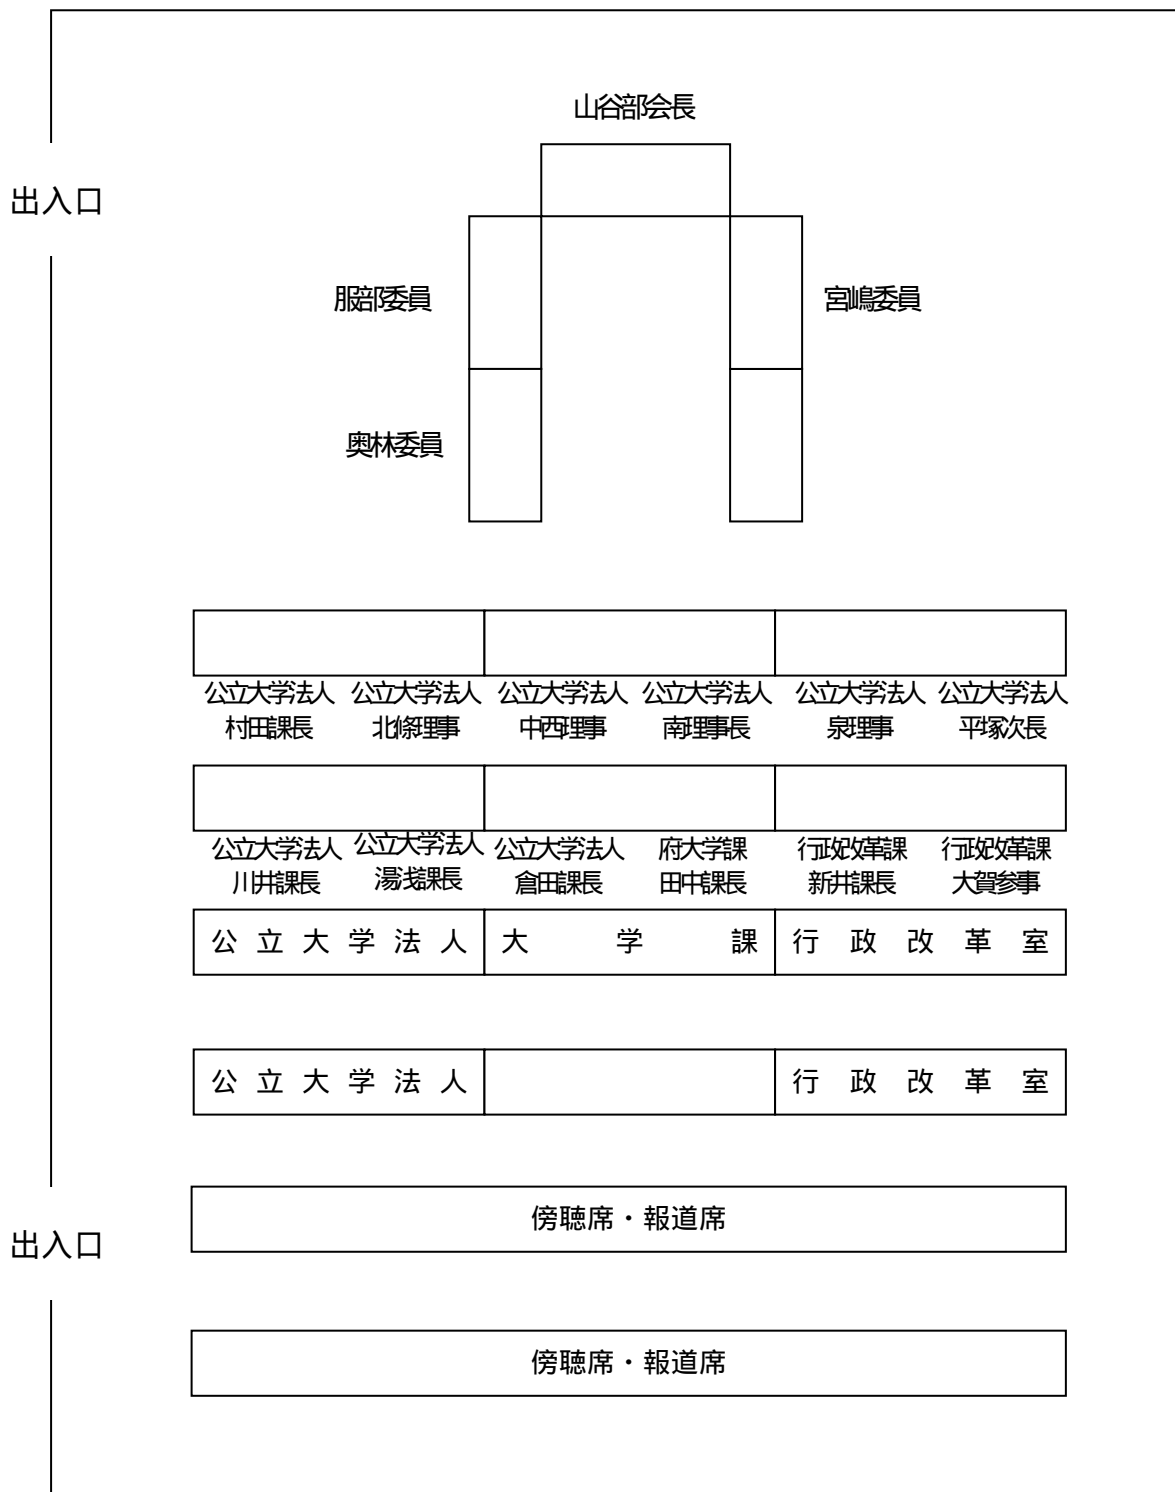 山谷部会長
出入口
服部委員
宮嶋委員
奥林委員
公立大学法人 公立大学法人 公立大学法人 公立大学法人 公立大学法人 公立大学法人
村田課長 北條理事 中西理事 南理事長 泉理事 平塚次長
公立大学法人 公立大学法人 公立大学法人 府大学課 行政改革課 行政改革課
川井課長 湯浅課長 倉田課長 田中課長 新井課長 大賀参事
公立大学法人 大学課 行政改革室
公立大学法人 行政改革室
傍聴席・報道席
出入口
傍聴席・報道席